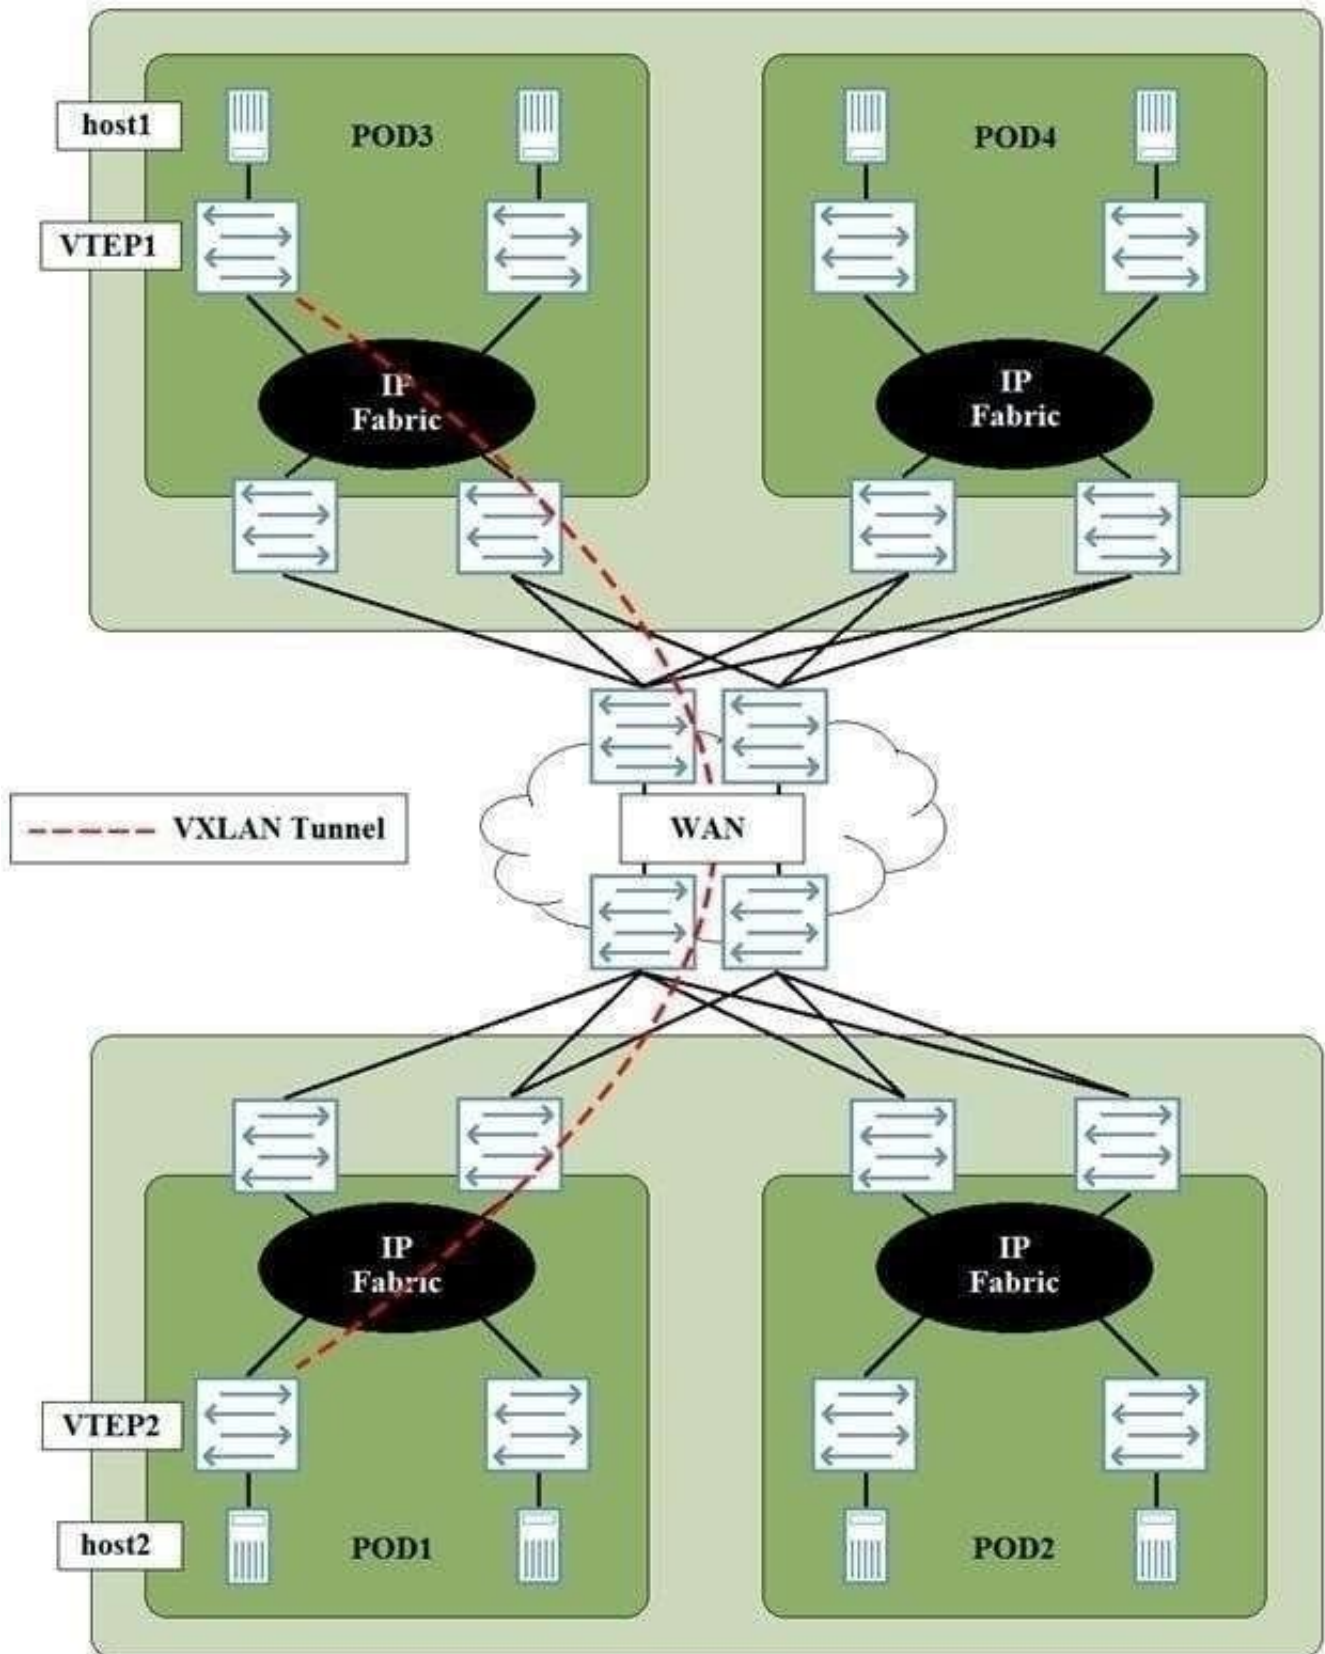 host1
POD3
POD4
VTEP1
IP
Fabric
IP
Fabric
VXLAN Tunnel
WAN
IP
Fabric
IP
Fabric
VTEP2
host2
POD1
POD2